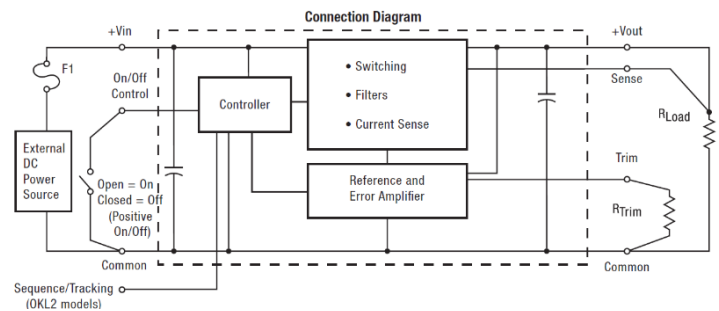 Connection Diagram
+Vin
+Vout
F1
On/Off
Control
Controller
• Switching
• Filters
• Current Sense
Sense
RLoad
External
DC
Power
Source
Open = On
Closed = Off
(Positive
On/Off)
Reference and
Error Amplifier
Trim
RTrim
Common
Common
Sequence/Tracking
(OKL2 models)